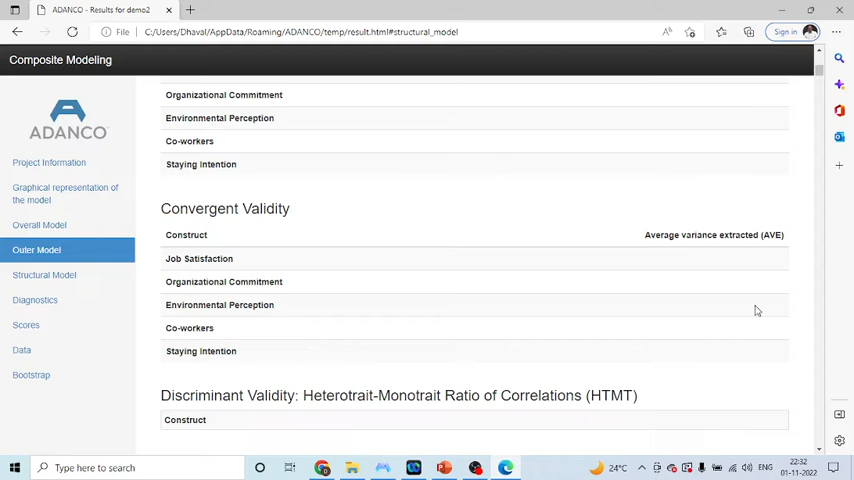 ADANCO - Results for demo2
File
C:/Users/Dhaval/AppData/Roaming/ADANCO/temp/result.html#structural_model
Sign in
Composite Modeling
ADANCO
Project Information
Graphical representation of
the model
Overall Model
Outer Model
Structural Model
Diagnostics
Scores
Data
Bootstrap
Organizational Commitment
Environmental Perception
Co-workers
Staying Intention
Convergent Validity
Construct Average variance extracted (AVE)
Job Satisfaction
Organizational Commitment
Environmental Perception
Co-workers
Staying Intention
Discriminant Validity: Heterotrait-Monotrait Ratio of Correlations (HTMT)
Construct
Type here to search
24°C
ENG
22:32
01-11-2022